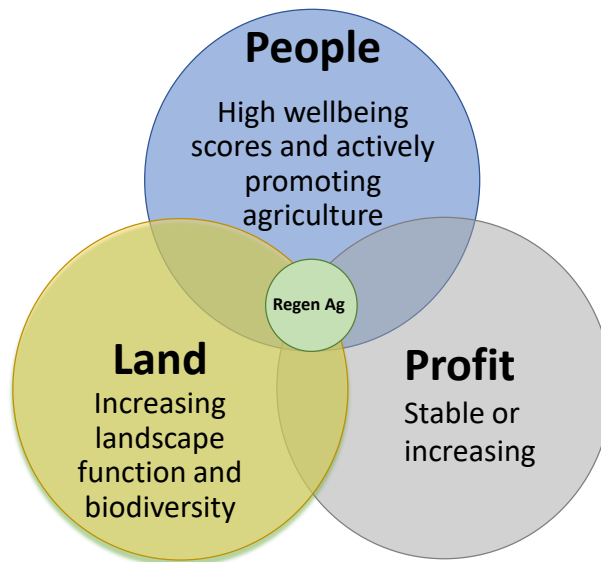 People
High wellbeing
scores and actively
promoting
agriculture
Regen Ag
Land
Increasing
landscape
function and
biodiversity
Profit
Stable or
increasing